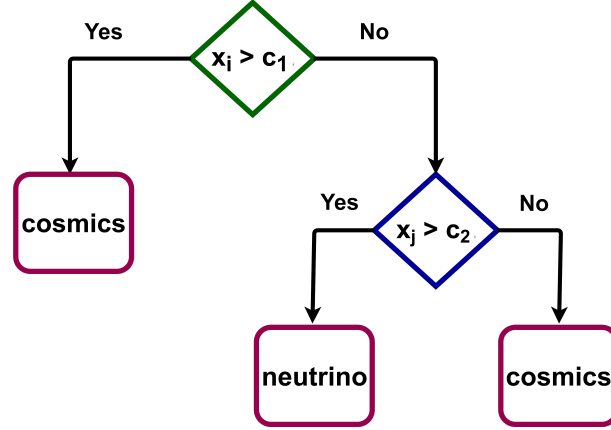 Yes
No
xᵢ > c₁
cosmics
Yes
No
xⱼ > c₂
neutrino
cosmics